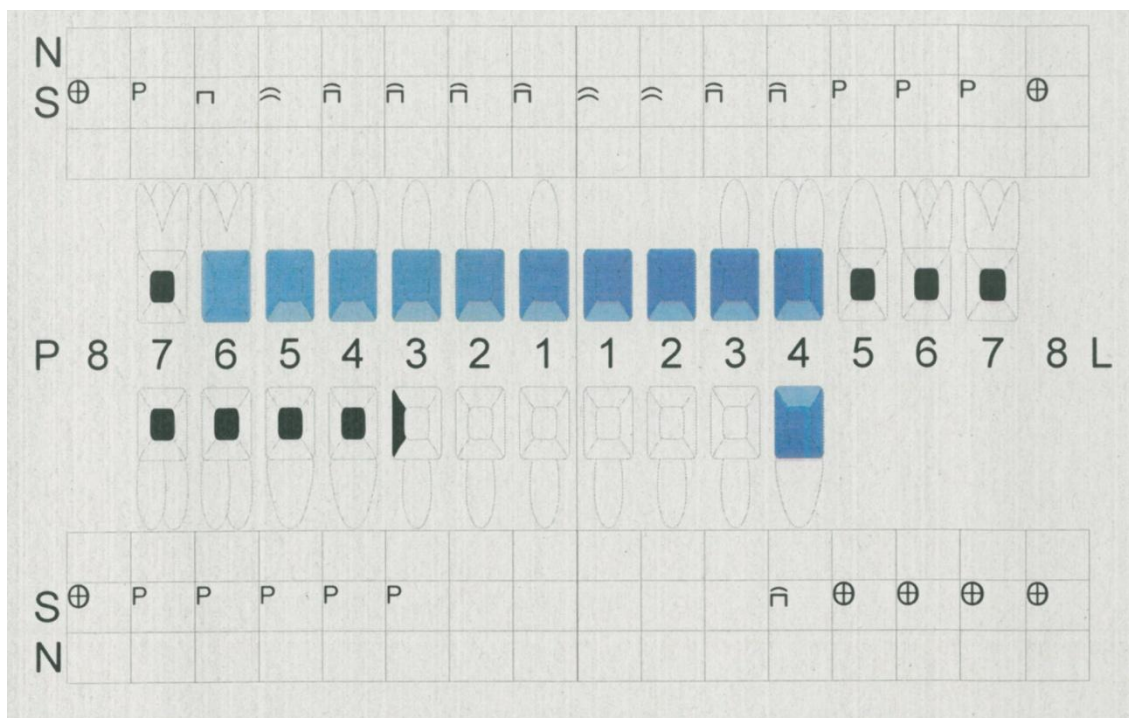 N
S ⊕ P ⊓ ⌢ ⊓ ⊓ ⊓ ⊓ ⌢ ⌢ ⊓ ⊓ P P P ⊕
P 8 7 6 5 4 3 2 1 1 2 3 4 5 6 7 8 L
S ⊕ P P P P P ⊓ ⊕ ⊕ ⊕ ⊕
N